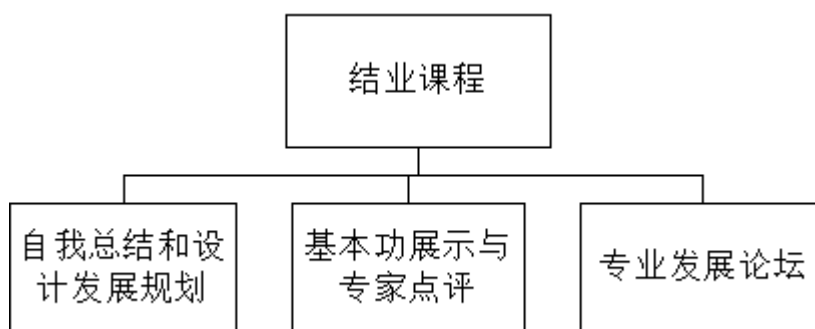 结业课程
自我总结和设
计发展规划
基本功展示与
专家点评
专业发展论坛